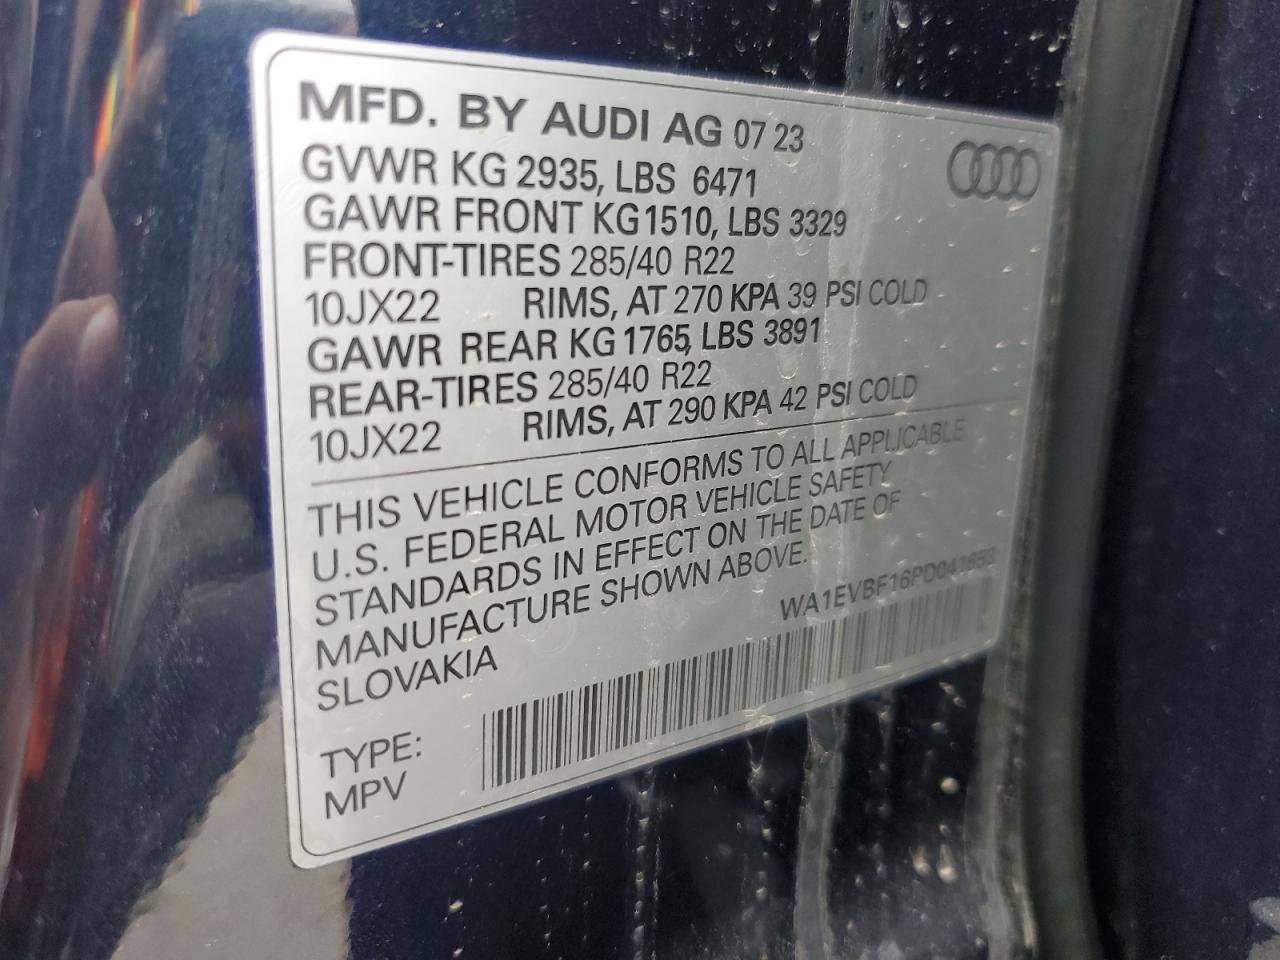 MFD. BY AUDI AG 07 23
GVWR KG 2935, LBS 6471
GAWR FRONT KG1510, LBS 3329
FRONT-TIRES 285/40 R22
10JX22 RIMS, AT 270 KPA 39 PSI COLD
GAWR REAR KG 1765, LBS 3891
REAR-TIRES 285/40 R22
10JX22 RIMS, AT 290 KPA 42 PSI COLD
THIS VEHICLE CONFORMS TO ALL APPLICABLE
U.S. FEDERAL MOTOR VEHICLE SAFETY
STANDARDS IN EFFECT ON THE DATE OF
MANUFACTURE SHOWN ABOVE.
SLOVAKIA
WA1EVBF16PD041653
TYPE:
MPV